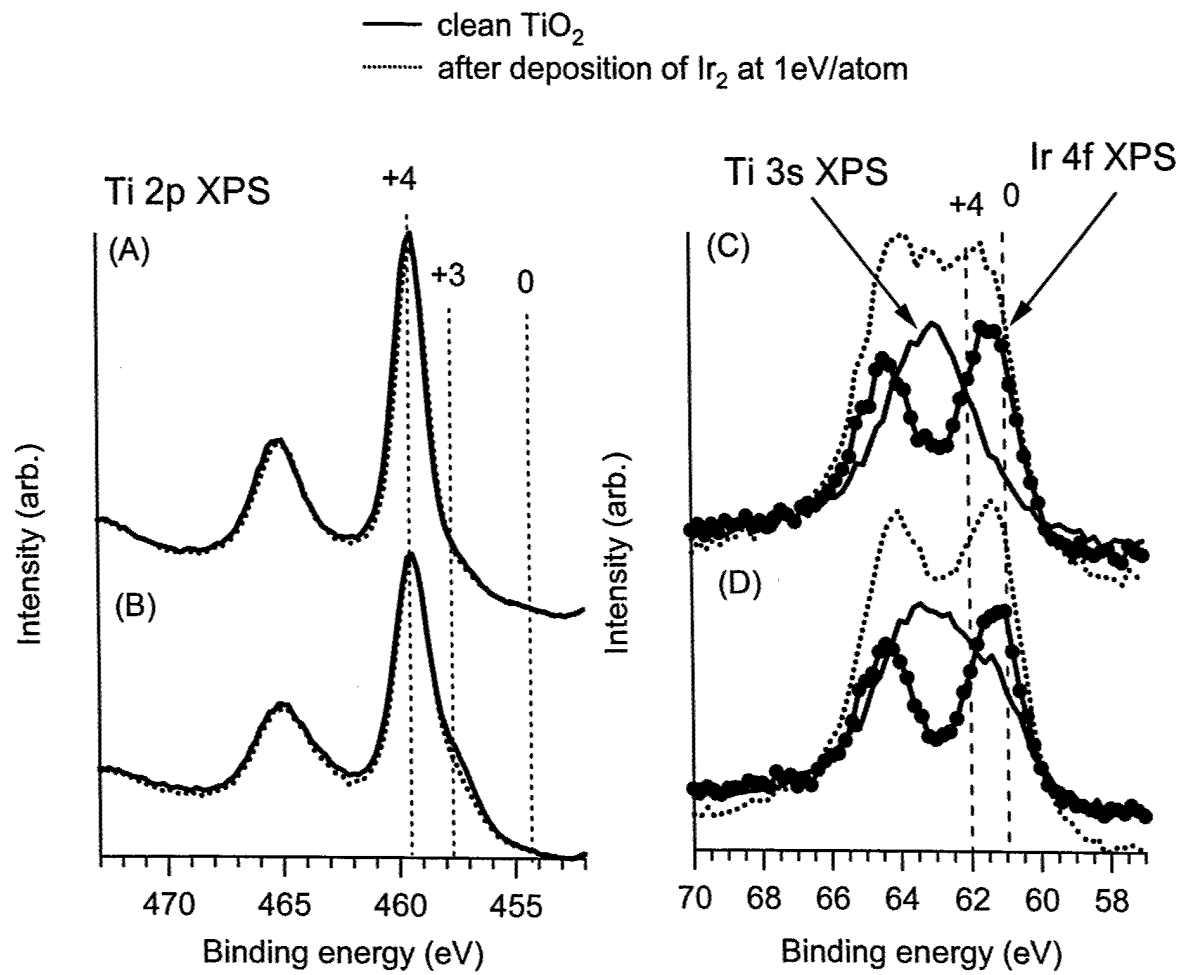 clean TiO2
after deposition of Ir2 at 1eV/atom
Ti 2p XPS
+4
+3
0
(A)
(B)
Intensity (arb.)
470 465 460 455
Binding energy (eV)
Ti 3s XPS
Ir 4f XPS
+4
0
(C)
(D)
Intensity (arb.)
70 68 66 64 62 60 58
Binding energy (eV)